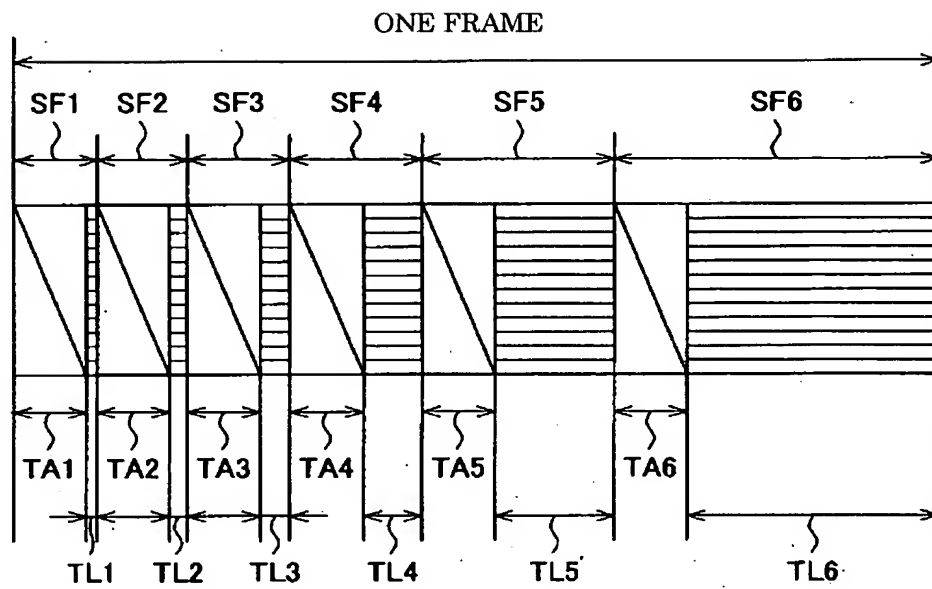 ONE FRAME
SF1 SF2 SF3 SF4 SF5 SF6
TA1 TA2 TA3 TA4 TA5 TA6
TL1 TL2 TL3 TL4 TL5 TL6